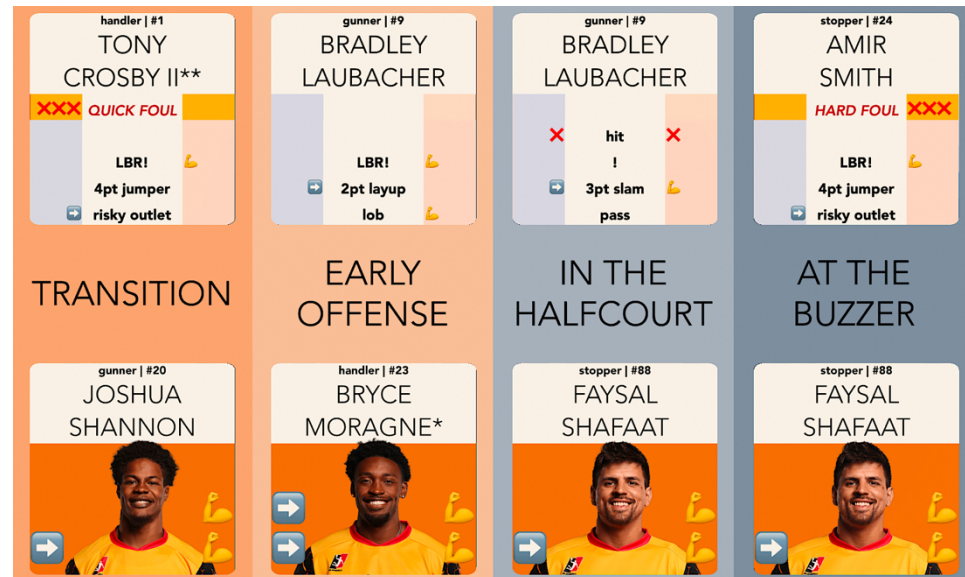 handler | #1
TONY
CROSBY II**
QUICK FOUL
LBR!
4pt jumper
risky outlet
gunner | #9
BRADLEY
LAUBACHER
LBR!
2pt layup
lob
gunner | #9
BRADLEY
LAUBACHER
hit
!
3pt slam
pass
stopper | #24
AMIR
SMITH
HARD FOUL
LBR!
4pt jumper
risky outlet
TRANSITION
EARLY
OFFENSE
IN THE
HALFCOURT
AT THE
BUZZER
gunner | #20
JOSHUA
SHANNON
handler | #23
BRYCE
MORAGNE*
stopper | #88
FAYSAL
SHAFAAT
stopper | #88
FAYSAL
SHAFAAT